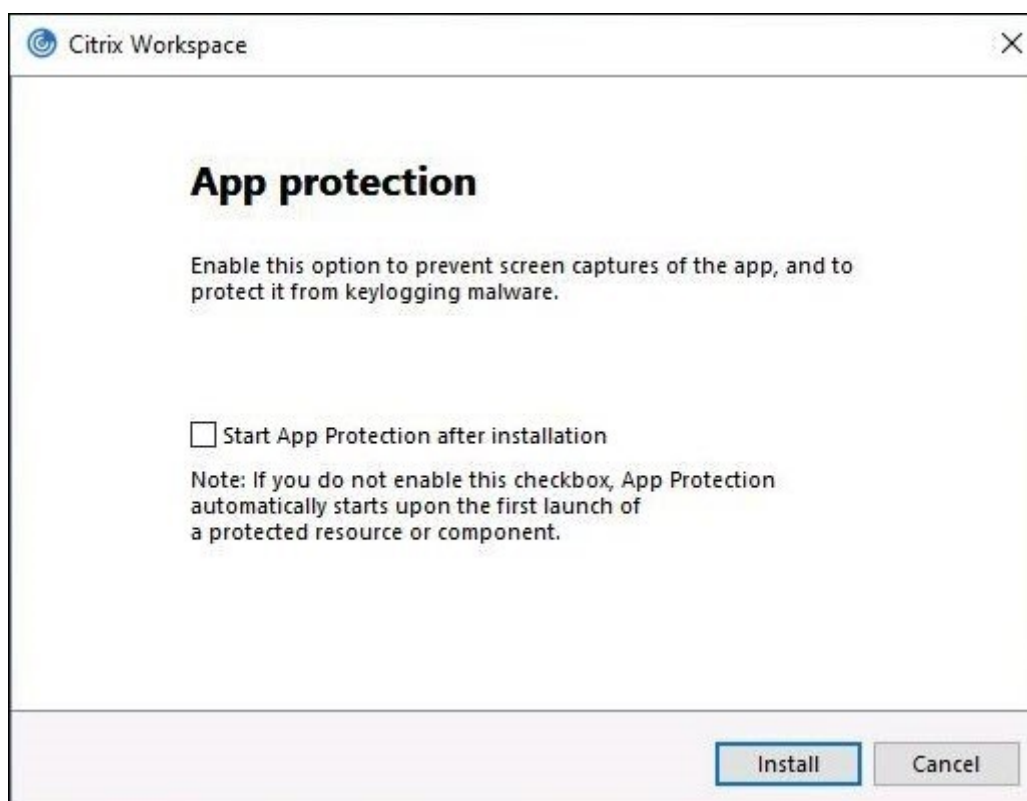 Citrix Workspace
App protection
Enable this option to prevent screen captures of the app, and to
protect it from keylogging malware.
Start App Protection after installation
Note: If you do not enable this checkbox, App Protection
automatically starts upon the first launch of
a protected resource or component.
Install Cancel